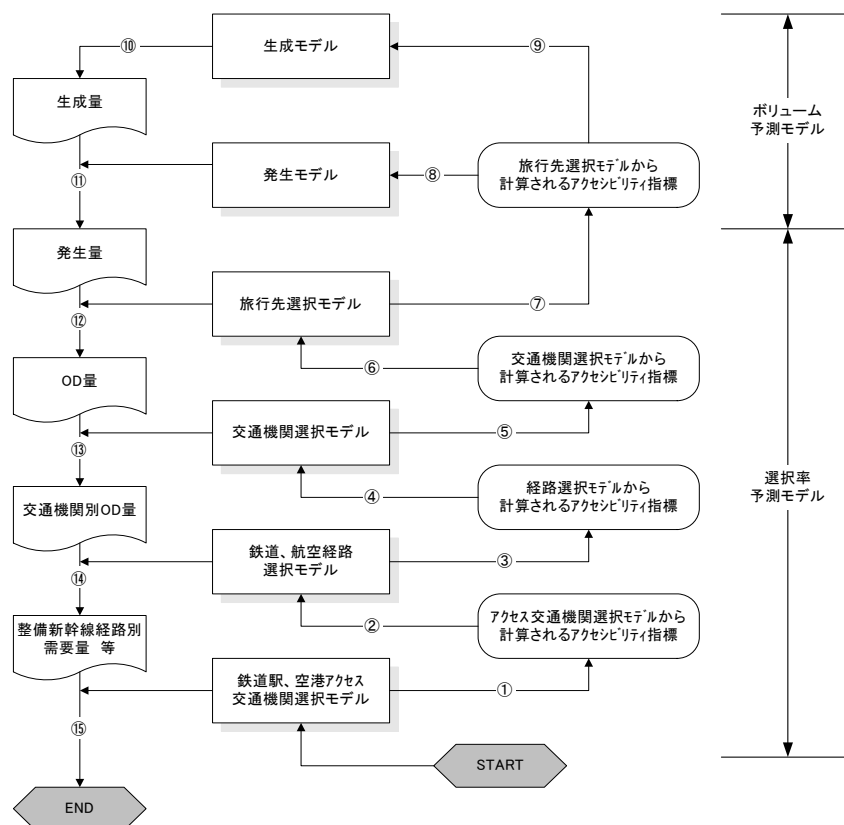 ⑩
生成モデル
⑨
生成量
ボリューム
予測モデル
発生モデル
⑧
旅行先選択ﾓﾃﾞﾙから
計算されるｱｸｾｼﾋﾞﾘﾃｨ指標
⑪
発生量
旅行先選択モデル
⑦
⑫
⑥
交通機関選択ﾓﾃﾞﾙから
計算されるｱｸｾｼﾋﾞﾘﾃｨ指標
OD量
交通機関選択モデル
⑤
⑬
④
経路選択ﾓﾃﾞﾙから
計算されるｱｸｾｼﾋﾞﾘﾃｨ指標
選択率
予測モデル
交通機関別OD量
鉄道、航空経路
選択モデル
③
⑭
②
ｱｸｾｽ交通機関選択ﾓﾃﾞﾙから
計算されるｱｸｾｼﾋﾞﾘﾃｨ指標
整備新幹線経路別
需要量 等
鉄道駅、空港ｱｸｾｽ
交通機関選択モデル
①
⑮
START
END